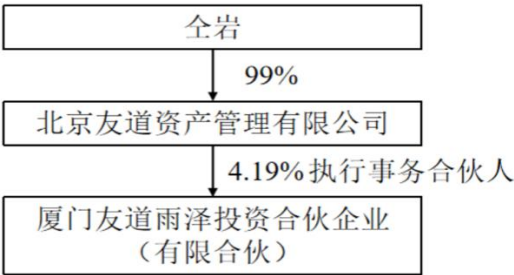 仝岩
99%
北京友道资产管理有限公司
4.19%执行事务合伙人
厦门友道雨泽投资合伙企业
（有限合伙）